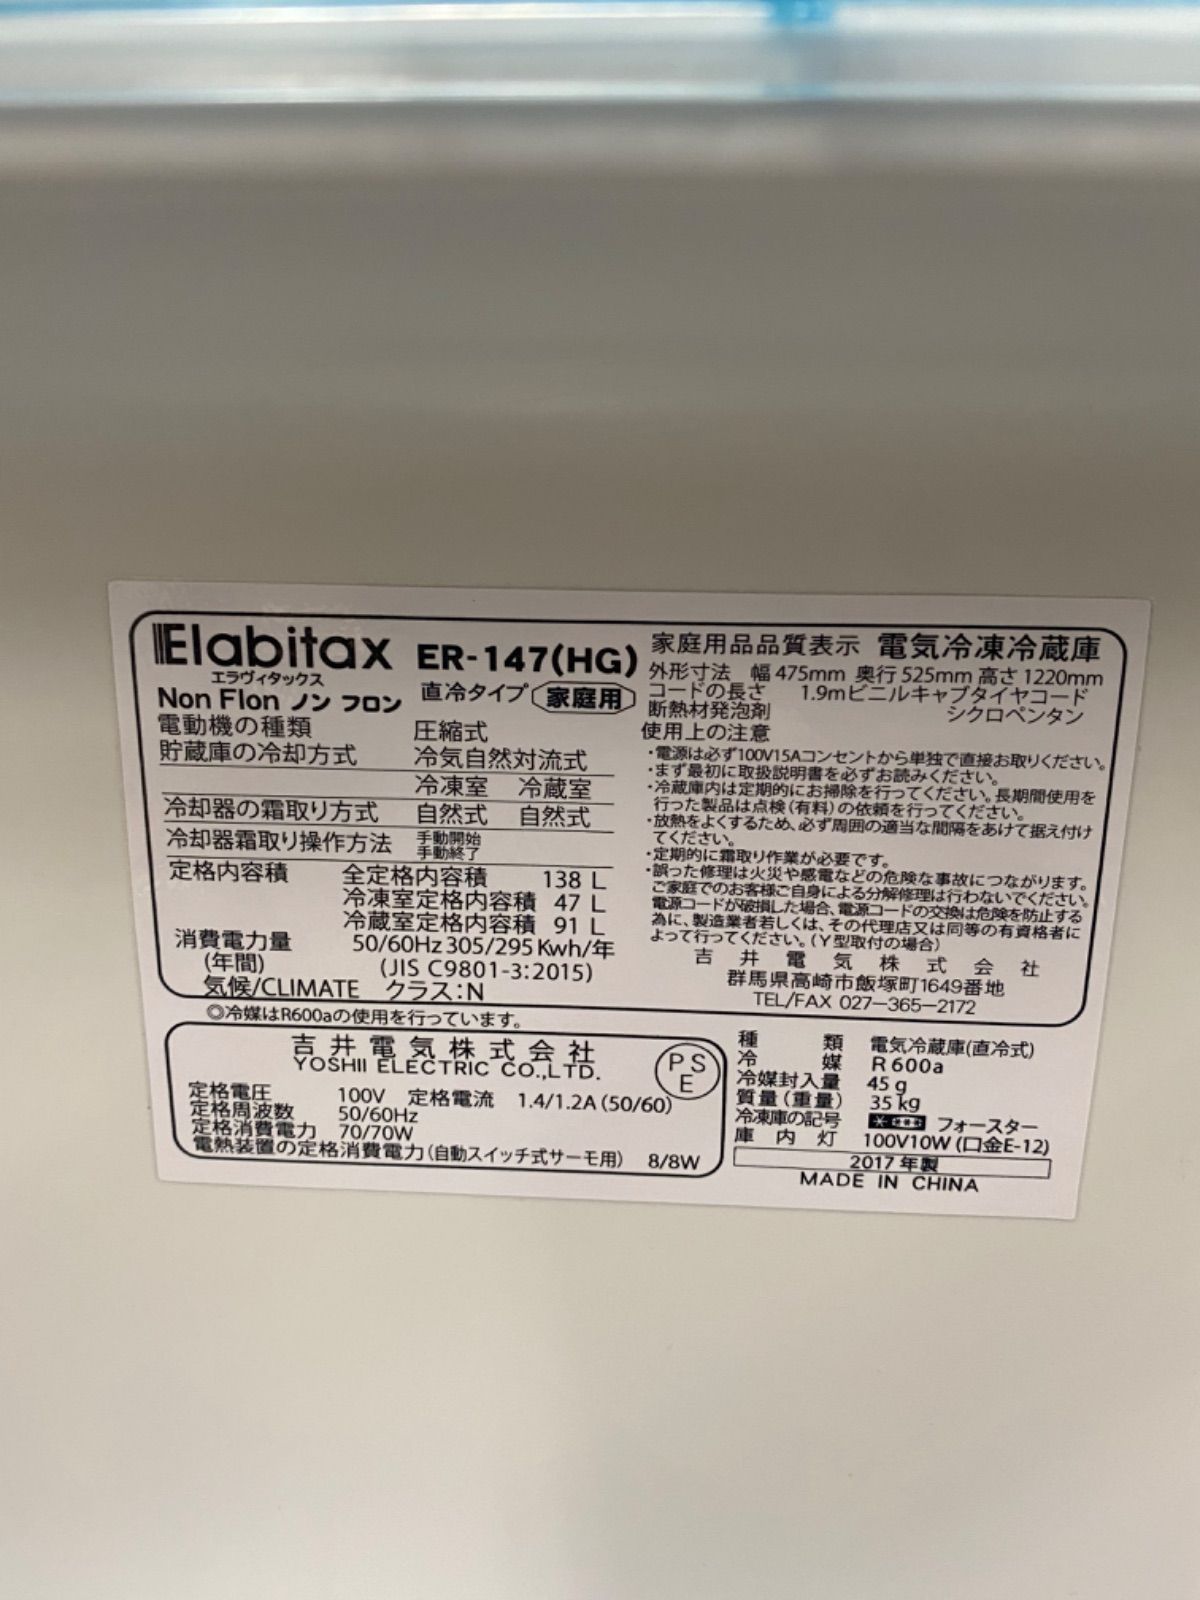 Elabitax ER-147(HG)
エラヴィタックス
Non Flon ノン フロン 直冷タイプ 家庭用
電動機の種類 圧縮式
貯蔵庫の冷却方式 冷気自然対流式
冷凍室 冷蔵室
冷却器の霜取り方式 自然式 自然式
冷却器霜取り操作方法 手動開始
手動終了
定格内容積 全定格内容積 138 L
冷凍室定格内容積 47 L
冷蔵室定格内容積 91 L
消費電力量 50/60Hz 305/295 Kwh/年
(年間) (JIS C9801-3:2015)
気候/CLIMATE クラス:N
家庭用品品質表示 電気冷凍冷蔵庫
外形寸法 幅 475mm 奥行 525mm 高さ 1220mm
コードの長さ 1.9mビニルキャブタイヤコード
断熱材発泡剤 シクロペンタン
使用上の注意
・電源は必ず100V15Aコンセントから単独で直接お取りください。
・まず最初に取扱説明書を必ずお読みください。
・冷蔵庫内は定期的にお掃除を行ってください。長期間使用を
行った製品は点検(有料)の依頼を行ってください。
・放熱をよくするため、必ず周囲の適当な間隔をあけて据え付け
てください。
・定期的に霜取り作業が必要です。
・誤った修理は火災や感電などの危険な事故につながります。
ご家庭でのお客様ご自身による分解修理は行わないでください。
電源コードが破損した場合、電源コードの交換は危険を防止する
為に、製造業者若しくは、その代理店又は同等の有資格者に
よって行ってください。(Y型取付の場合)
吉井電気株式会社
群馬県高崎市飯塚町1649番地
TEL/FAX 027-365-2172
◎冷媒はR600aの使用を行っています。
吉井電気株式会社
YOSHII ELECTRIC CO.,LTD.
PSE
定格電圧 100V 定格電流 1.4/1.2A (50/60)
定格周波数 50/60Hz
定格消費電力 70/70W
電熱装置の定格消費電力(自動スイッチ式サーモ用) 8/8W
種類 電気冷蔵庫(直冷式)
冷媒 R 600a
冷媒封入量 45 g
質量(重量) 35 kg
冷凍庫の記号 フォースター
庫内灯 100V10W (口金E-12)
2017 年製
MADE IN CHINA